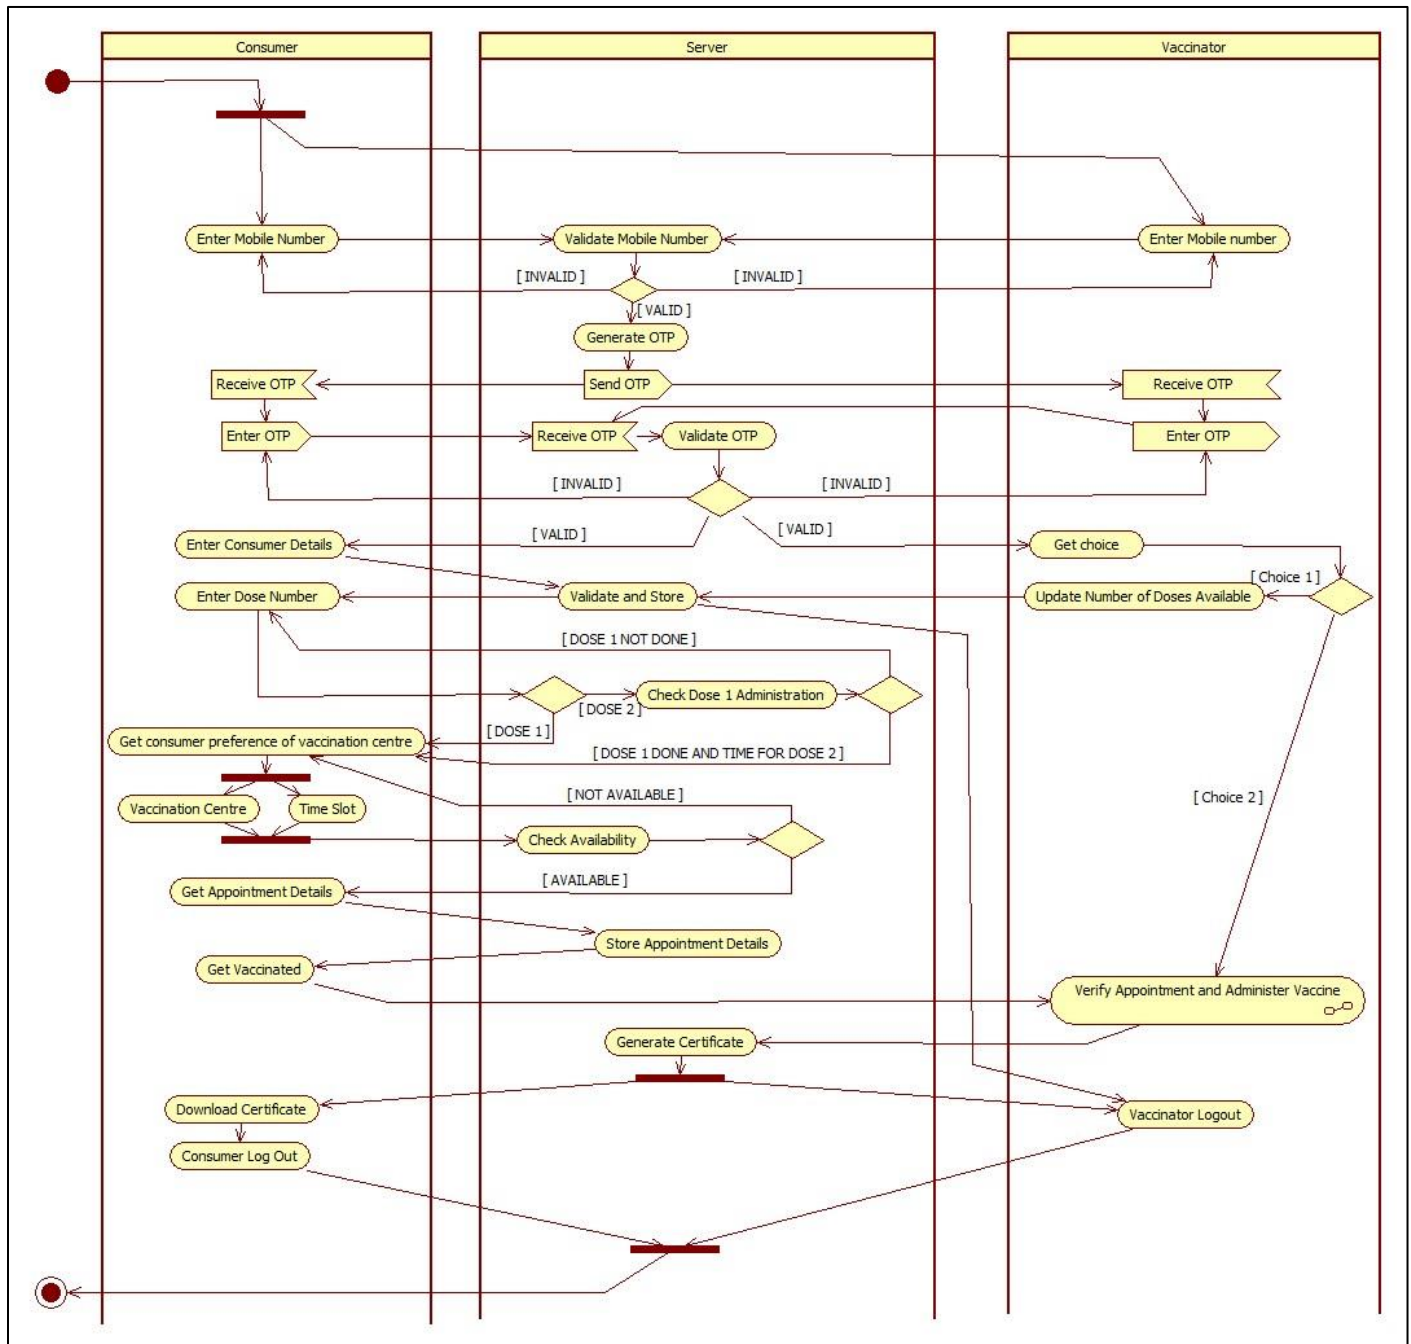 Consumer
Server
Vaccinator
Enter Mobile Number
Validate Mobile Number
Enter Mobile number
[ INVALID ]
[ INVALID ]
[ VALID ]
Generate OTP
Receive OTP
Send OTP
Receive OTP
Enter OTP
Receive OTP
Validate OTP
Enter OTP
[ INVALID ]
[ INVALID ]
[ VALID ]
[ VALID ]
Enter Consumer Details
Get choice
[ Choice 1 ]
Enter Dose Number
Validate and Store
Update Number of Doses Available
[ DOSE 1 NOT DONE ]
Check Dose 1 Administration
[ DOSE 2 ]
[ DOSE 1 ]
Get consumer preference of vaccination centre
[ DOSE 1 DONE AND TIME FOR DOSE 2 ]
[ NOT AVAILABLE ]
[ Choice 2 ]
Vaccination Centre
Time Slot
Check Availability
[ AVAILABLE ]
Get Appointment Details
Store Appointment Details
Get Vaccinated
Verify Appointment and Administer Vaccine
Generate Certificate
Download Certificate
Vaccinator Logout
Consumer Log Out